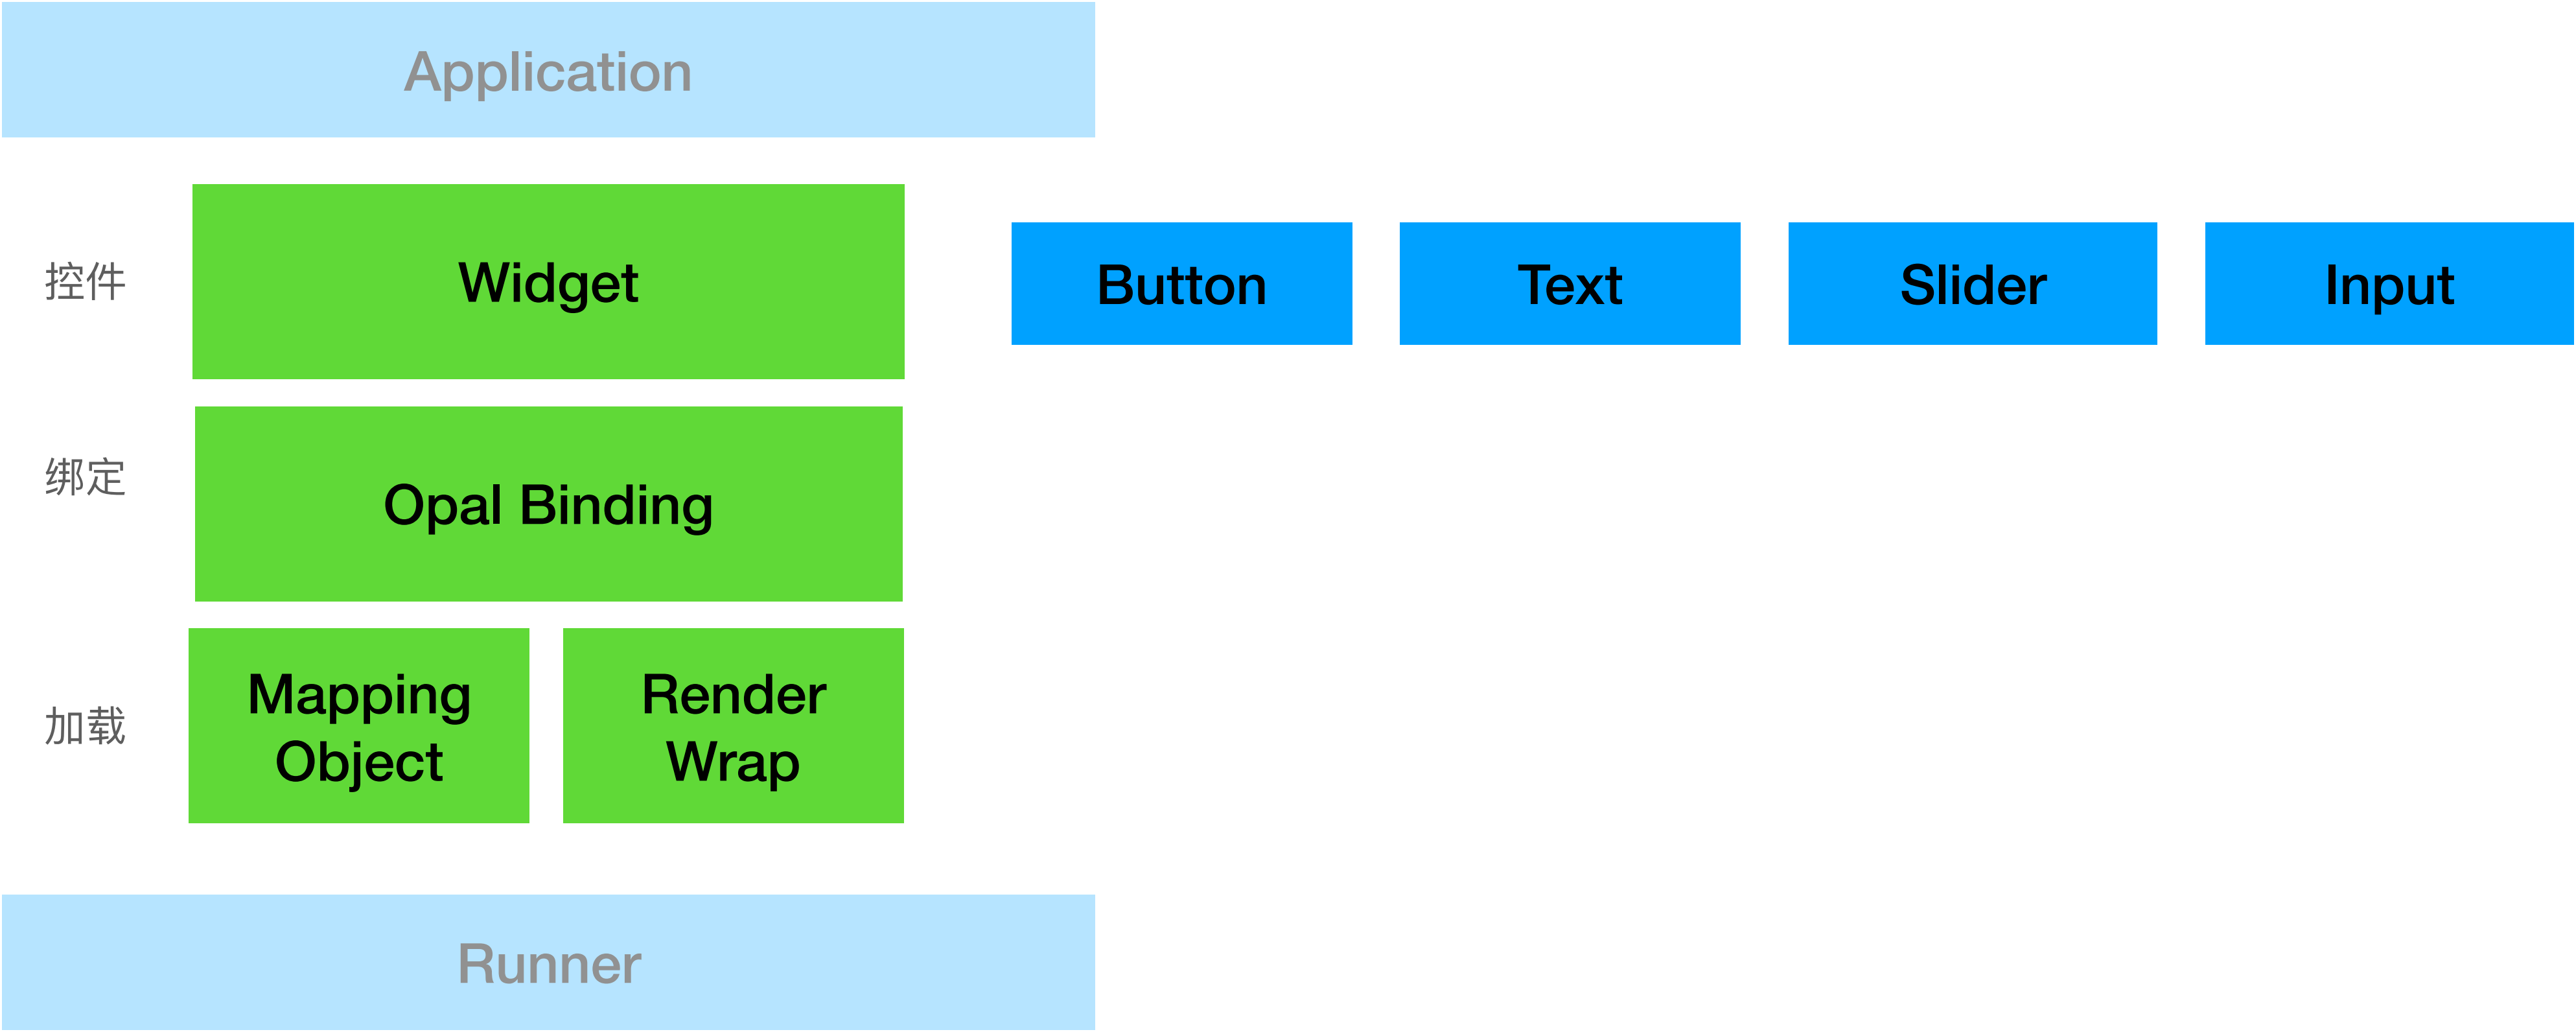 Application
控件
Widget
Button
Text
Slider
Input
绑定
Opal Binding
加载
Mapping
Object
Render
Wrap
Runner